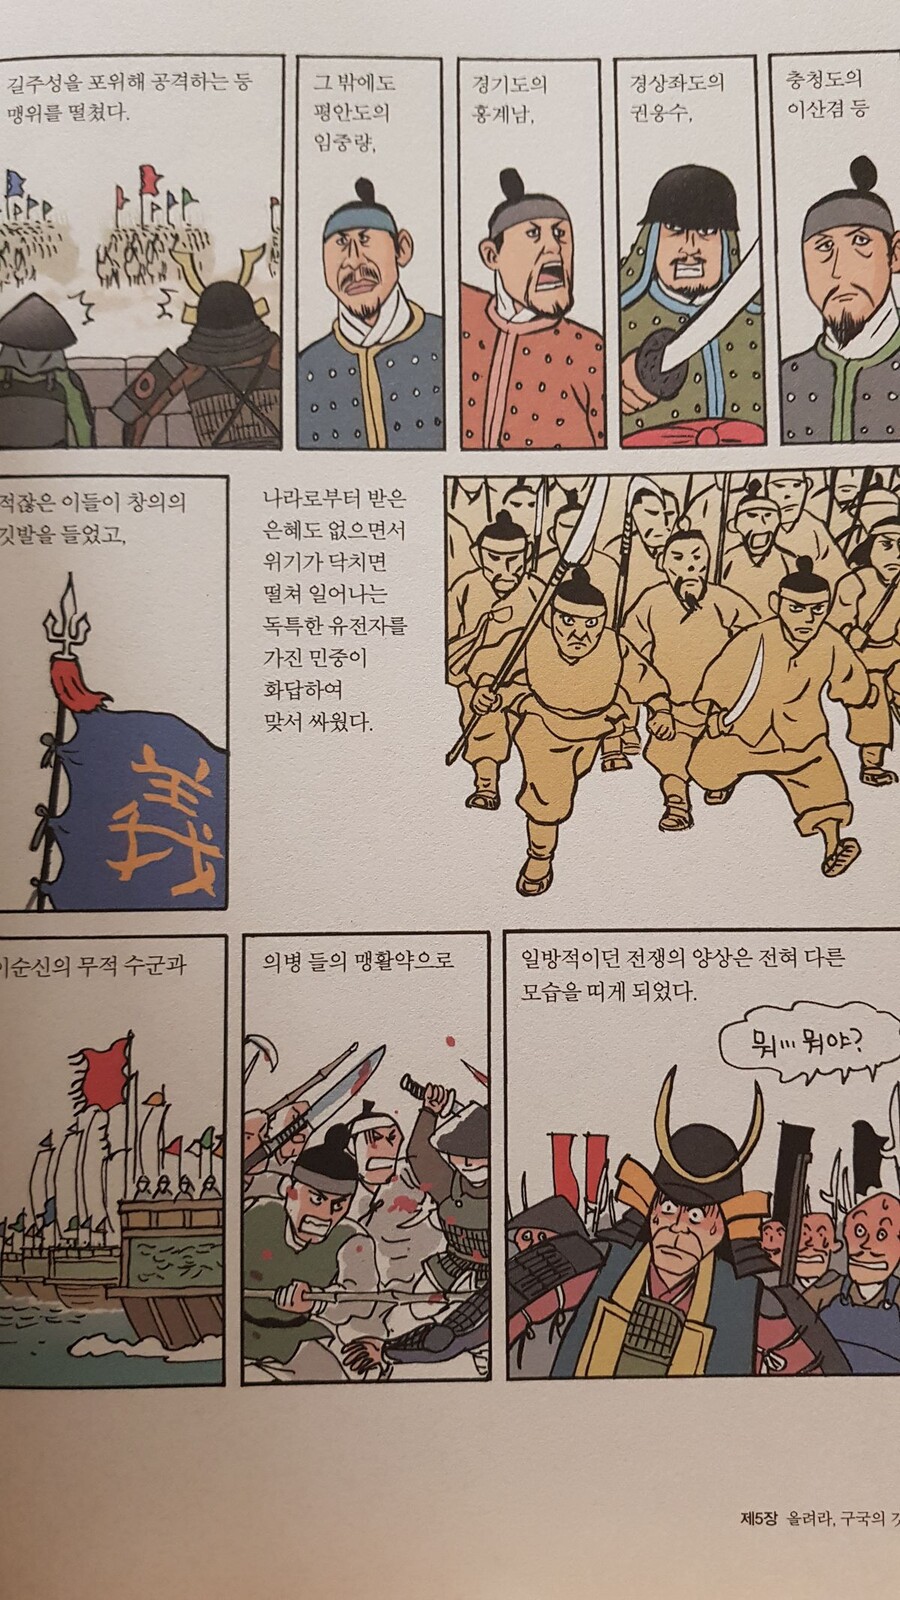 길주성을 포위해 공격하는 등
맹위를 떨쳤다.
그 밖에도
평안도의
임중량,
경기도의
홍계남,
경상좌도의
권응수,
충청도의
이산겸 등
적잖은 이들이 창의의
깃발을 들었고,
義
나라로부터 받은
은혜도 없으면서
위기가 닥치면
떨쳐 일어나는
독특한 유전자를
가진 민중이
화답하여
맞서 싸웠다.
이순신의 무적 수군과
의병 들의 맹활약으로
일방적이던 전쟁의 양상은 전혀 다른
모습을 띠게 되었다.
뭐… 뭐야?
제5장 올려라, 구국의